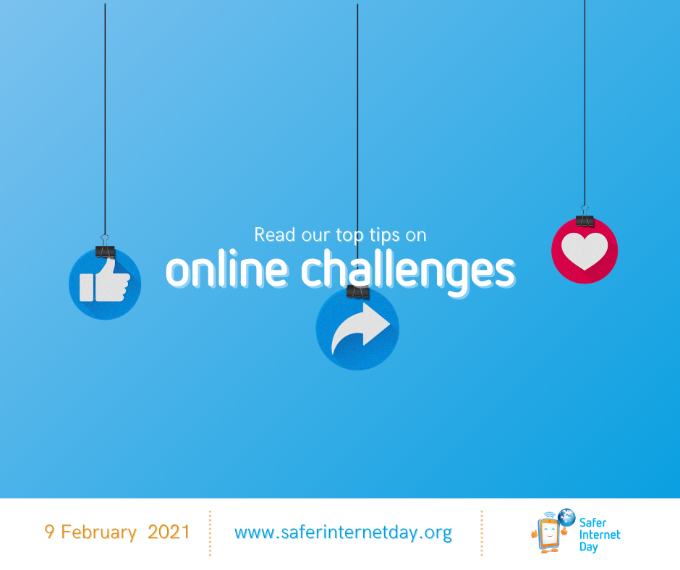 Read our top tips on
online challenges
9 February 2021
www.saferinternetday.org
Safer
Internet
Day